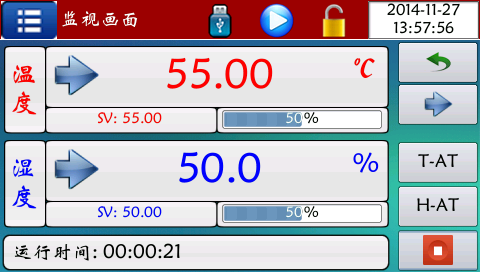 监视画面
2014-11-27
13:57:56
温度
55.00 ℃
SV: 55.00
50%
湿度
50.0 %
SV: 50.00
50%
T-AT
H-AT
运行时间: 00:00:21